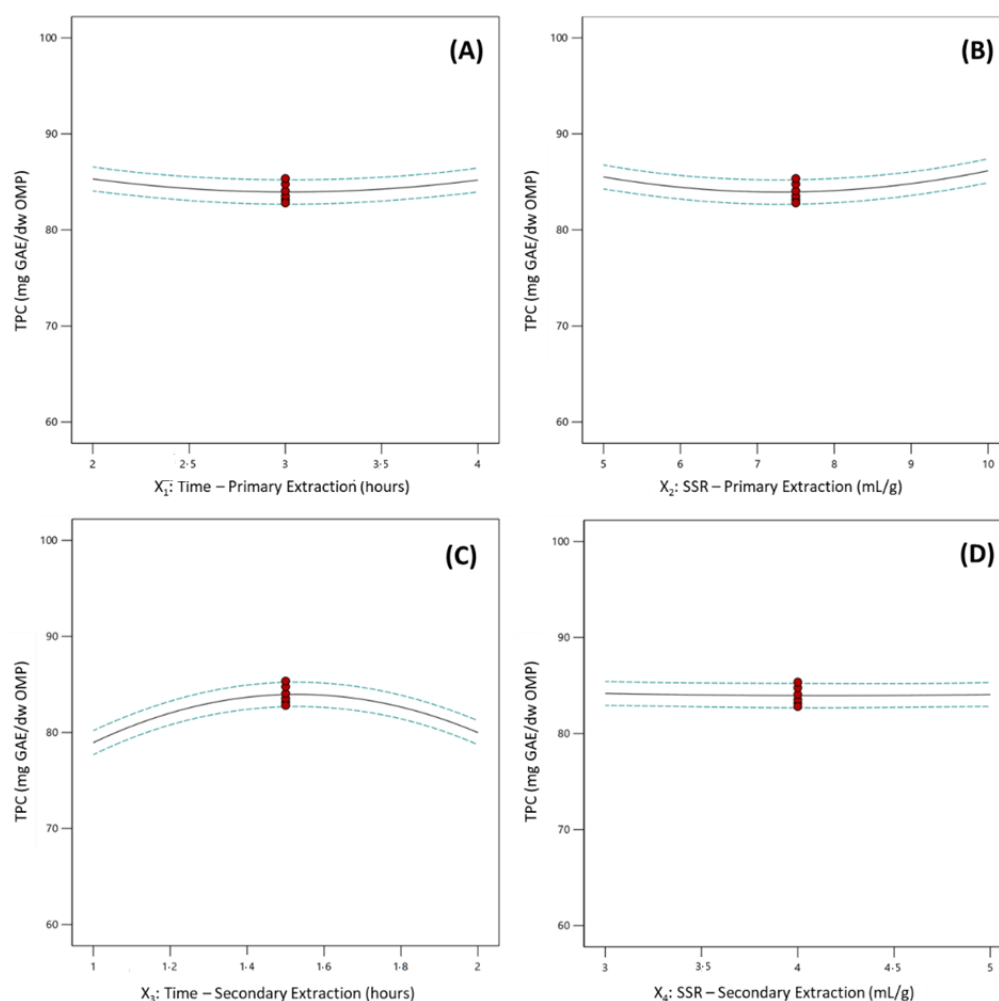 (A)
100
90
80
70
60
TPC (mg GAE/dw OMP)
2 2·5 3 3·5 4
X₁: Time – Primary Extraction (hours)
(B)
100
90
80
70
60
TPC (mg GAE/dw OMP)
5 6 7 8 9 10
X₂: SSR – Primary Extraction (mL/g)
(C)
100
90
80
70
60
TPC (mg GAE/dw OMP)
1 1·2 1·4 1·6 1·8 2
X₃: Time – Secondary Extraction (hours)
(D)
100
90
80
70
60
TPC (mg GAE/dw OMP)
3 3·5 4 4·5 5
X₄: SSR – Secondary Extraction (mL/g)